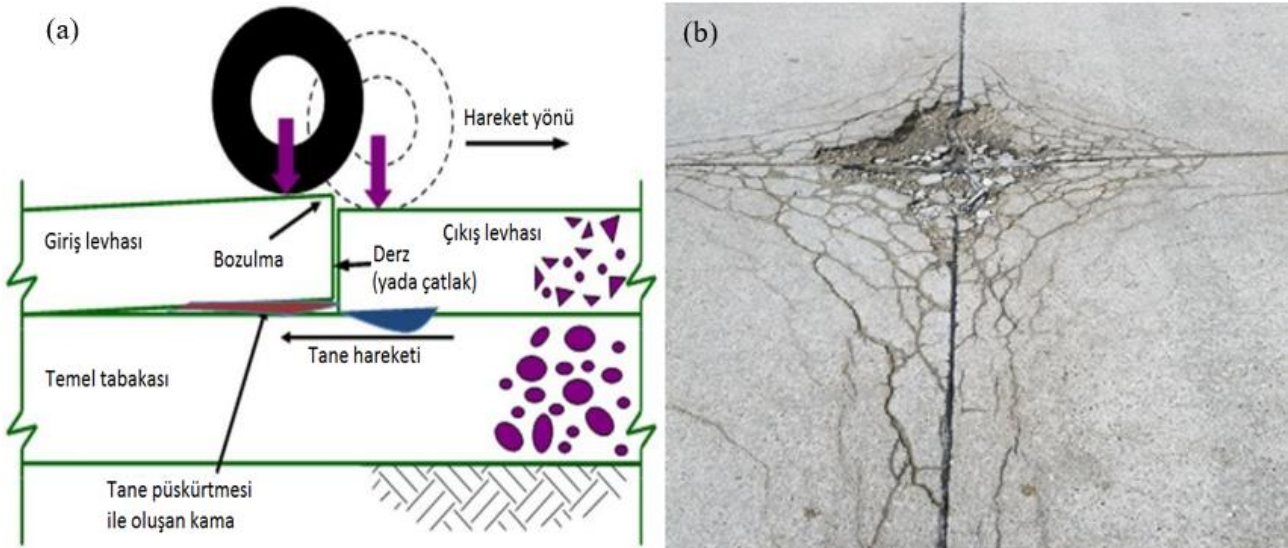 (a)
Hareket yönü
Giriş levhası
Bozulma
Çıkış levhası
Derz
(yada çatlak)
Tane hareketi
Temel tabakası
Tane püskürtmesi
ile oluşan kama
(b)